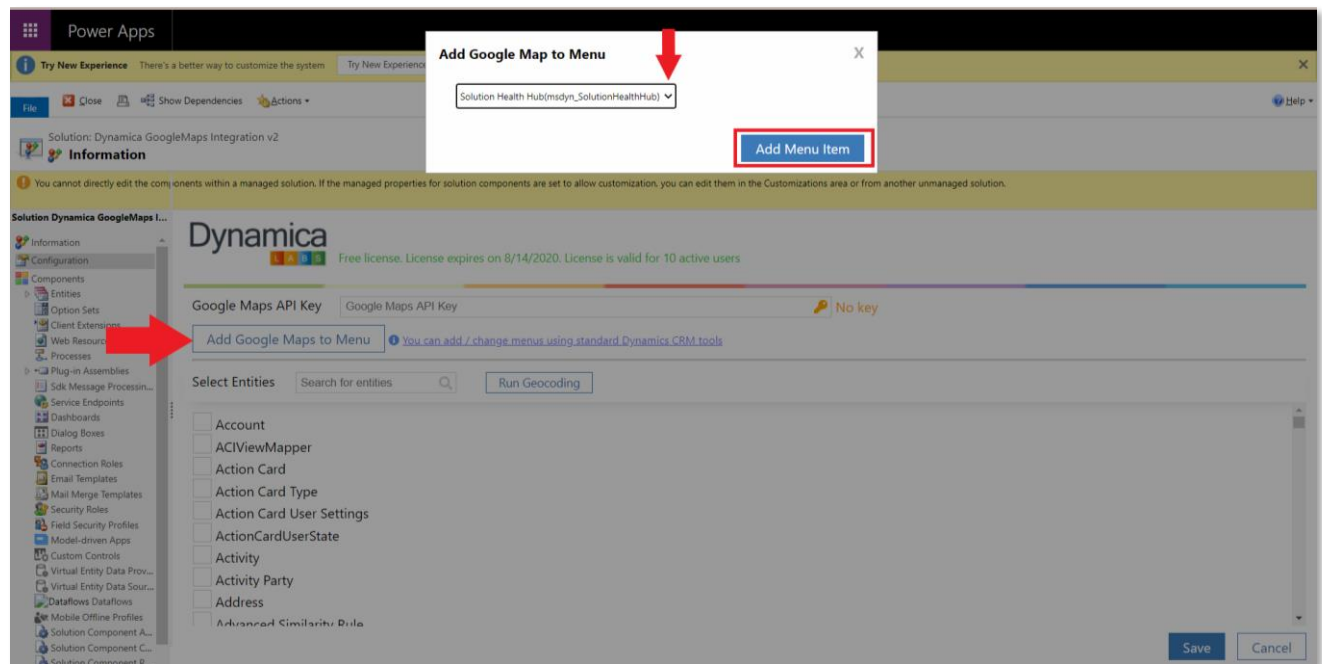 Power Apps
Try New Experience There's a better way to customize the system Try New Experience
File Close Show Dependencies Actions Help
Solution: Dynamica GoogleMaps Integration v2
Information
Add Google Map to Menu X
Solution Health Hub(msdyn_SolutionHealthHub)
Add Menu Item
You cannot directly edit the components within a managed solution. If the managed properties for solution components are set to allow customization, you can edit them in the Customizations area or from another unmanaged solution.
Solution Dynamica GoogleMaps I...
Information
Configuration
Components
Entities
Option Sets
Client Extensions
Web Resourc
Processes
Plug-in Assemblies
Sdk Message Processin...
Service Endpoints
Dashboards
Dialog Boxes
Reports
Connection Roles
Email Templates
Mail Merge Templates
Security Roles
Field Security Profiles
Model-driven Apps
Custom Controls
Virtual Entity Data Prov...
Virtual Entity Data Sour...
Dataflows Dataflows
Mobile Offline Profiles
Solution Component A...
Solution Component C...
Solution Component R
Dynamica
LABS
Free license. License expires on 8/14/2020. License is valid for 10 active users
Google Maps API Key Google Maps API Key No key
Add Google Maps to Menu You can add / change menus using standard Dynamics CRM tools
Select Entities Search for entities Run Geocoding
Account
ACIViewMapper
Action Card
Action Card Type
Action Card User Settings
ActionCardUserState
Activity
Activity Party
Address
Advanced Similarity Rule
Save Cancel